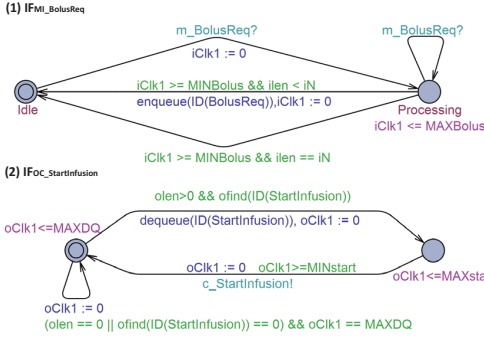 (1) IFMI_BolusReq
m_BolusReq?
m_BolusReq?
iClk1 := 0
iClk1 >= MINBolus && ilen < iN
enqueue(ID(BolusReq)),iClk1 := 0
Idle
Processing
iClk1 <= MAXBolus
iClk1 >= MINBolus && ilen == iN
(2) IFOC_StartInfusion
olen>0 && ofind(ID(StartInfusion))
dequeue(ID(StartInfusion)), oClk1 := 0
oClk1<=MAXDQ
oClk1 := 0 oClk1>=MINstart
oClk1<=MAXsta
c_StartInfusion!
oClk1 := 0
(olen == 0 || ofind(ID(StartInfusion)) == 0) && oClk1 == MAXDQ